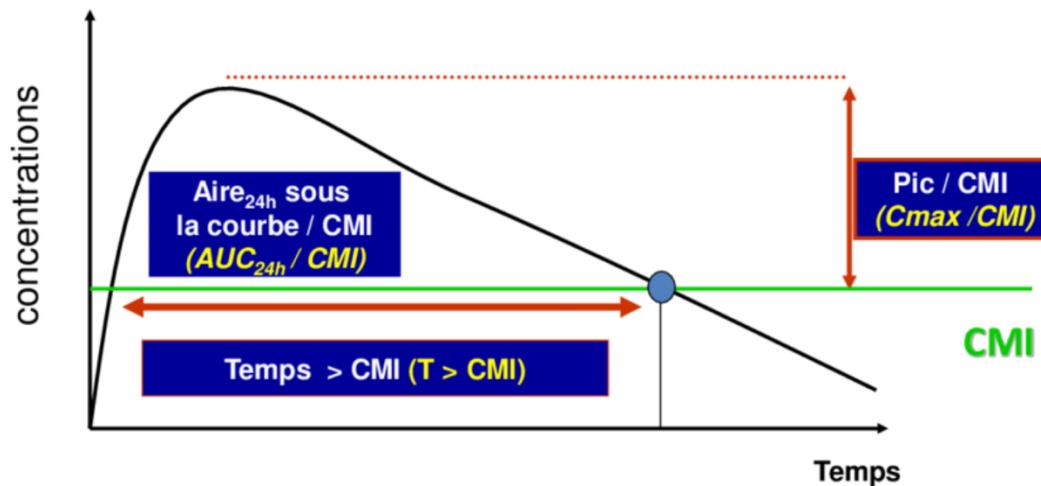 concentrations
Aire24h sous
la courbe / CMI
(AUC24h / CMI)
Pic / CMI
(Cmax /CMI)
CMI
Temps > CMI (T > CMI)
Temps